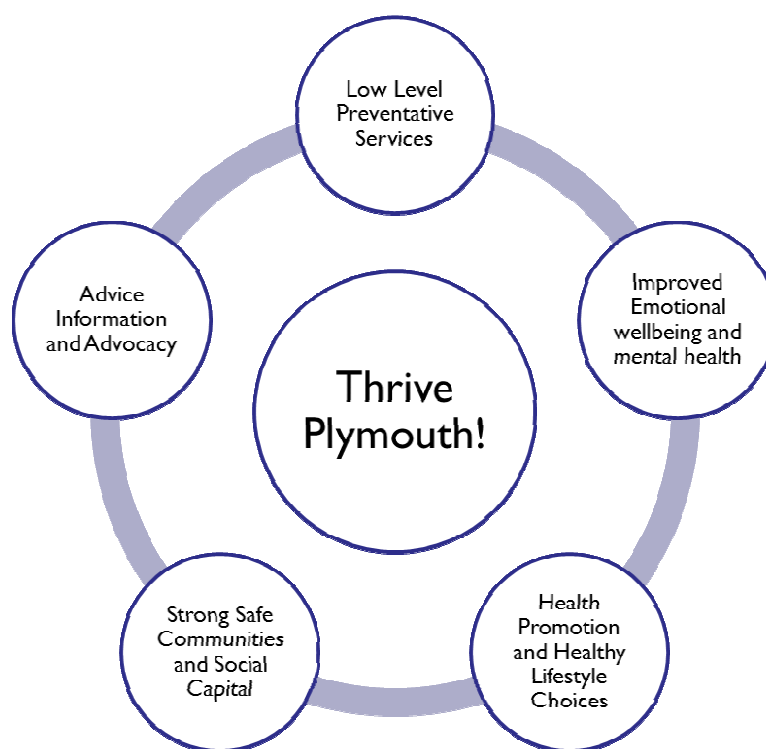 Low Level
Preventative
Services
Improved
Emotional
wellbeing and
mental health
Health
Promotion
and Healthy
Lifestyle
Choices
Strong Safe
Communities
and Social
Capital
Advice
Information
and Advocacy
Thrive
Plymouth!